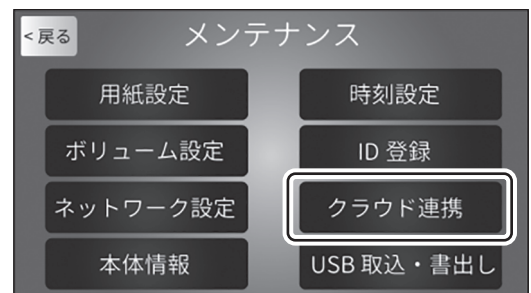 <戻る
メンテナンス
用紙設定
時刻設定
ボリューム設定
ID 登録
ネットワーク設定
クラウド連携
本体情報
USB 取込・書出し